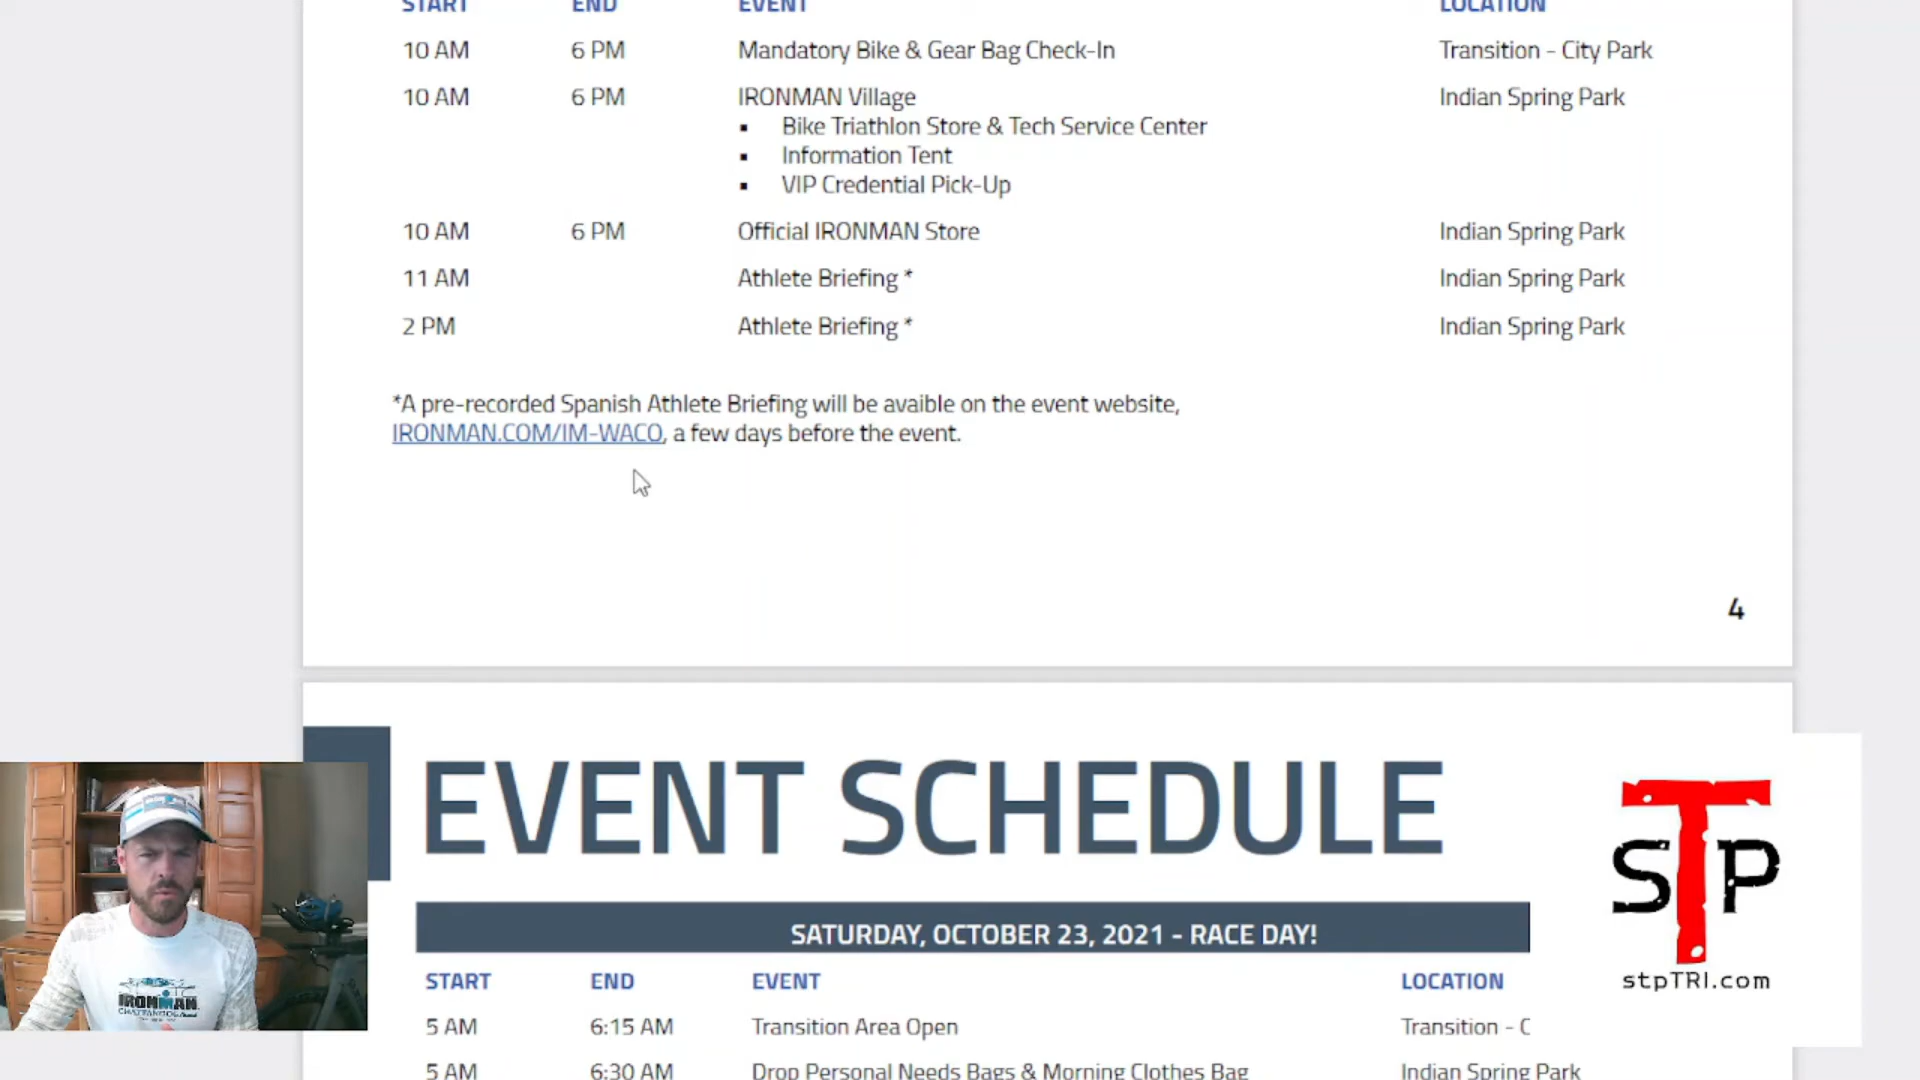 START END EVENT LOCATION
10 AM 6 PM Mandatory Bike & Gear Bag Check-In Transition - City Park
10 AM 6 PM IRONMAN Village Indian Spring Park
▪ Bike Triathlon Store & Tech Service Center
▪ Information Tent
▪ VIP Credential Pick-Up
10 AM 6 PM Official IRONMAN Store Indian Spring Park
11 AM Athlete Briefing * Indian Spring Park
2 PM Athlete Briefing * Indian Spring Park
*A pre-recorded Spanish Athlete Briefing will be avaible on the event website,
IRONMAN.COM/IM-WACO, a few days before the event.
4
EVENT SCHEDULE
SATURDAY, OCTOBER 23, 2021 - RACE DAY!
START END EVENT LOCATION
5 AM 6:15 AM Transition Area Open Transition - C
5 AM 6:30 AM Drop Personal Needs Bags & Morning Clothes Bag Indian Spring Park
STP
stpTRI.com
IRONMAN
CHATTANOOGA